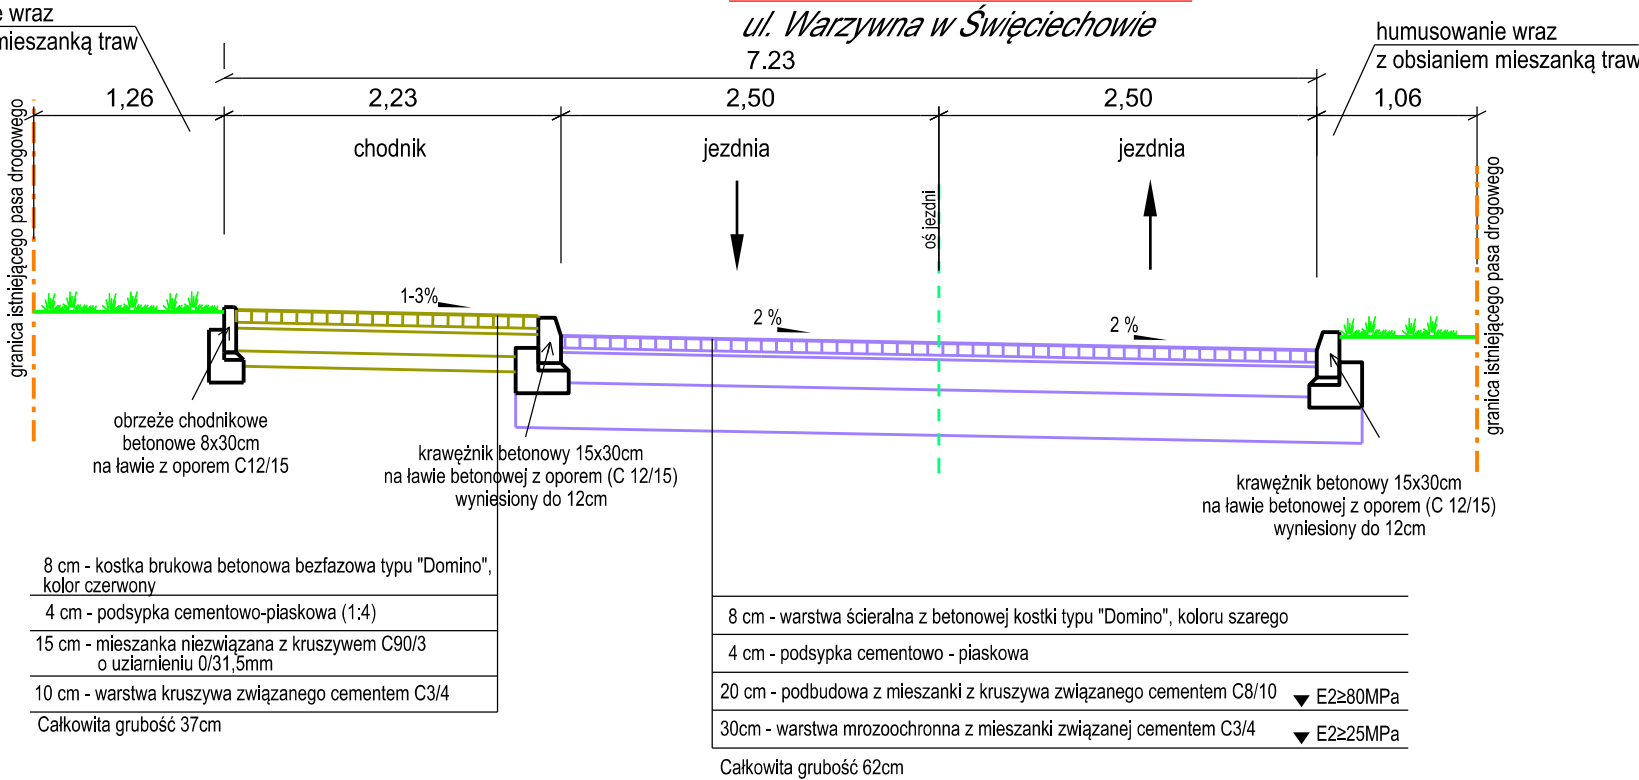 ul. Warzywna w Święciechowie
e wraz
mieszanką traw
humusowanie wraz
z obsianiem mieszanką traw
7.23
1,26
2,23
2,50
2,50
1,06
chodnik
jezdnia
jezdnia
granica istniejącego pasa drogowego
oś jezdni
granica istniejącego pasa drogowego
1-3%
2 %
2 %
obrzeże chodnikowe
betonowe 8x30cm
na ławie z oporem C12/15
krawężnik betonowy 15x30cm
na ławie betonowej z oporem (C 12/15)
wyniesiony do 12cm
krawężnik betonowy 15x30cm
na ławie betonowej z oporem (C 12/15)
wyniesiony do 12cm
8 cm - kostka brukowa betonowa bezfazowa typu "Domino",
kolor czerwony
4 cm - podsypka cementowo-piaskowa (1:4)
15 cm - mieszanka niezwiązana z kruszywem C90/3
o uziarnieniu 0/31,5mm
10 cm - warstwa kruszywa związanego cementem C3/4
Całkowita grubość 37cm
8 cm - warstwa ścieralna z betonowej kostki typu "Domino", koloru szarego
4 cm - podsypka cementowo - piaskowa
20 cm - podbudowa z mieszanki z kruszywa związanego cementem C8/10 ▼ E2≥80MPa
30cm - warstwa mrozoochronna z mieszanki związanej cementem C3/4 ▼ E2≥25MPa
Całkowita grubość 62cm